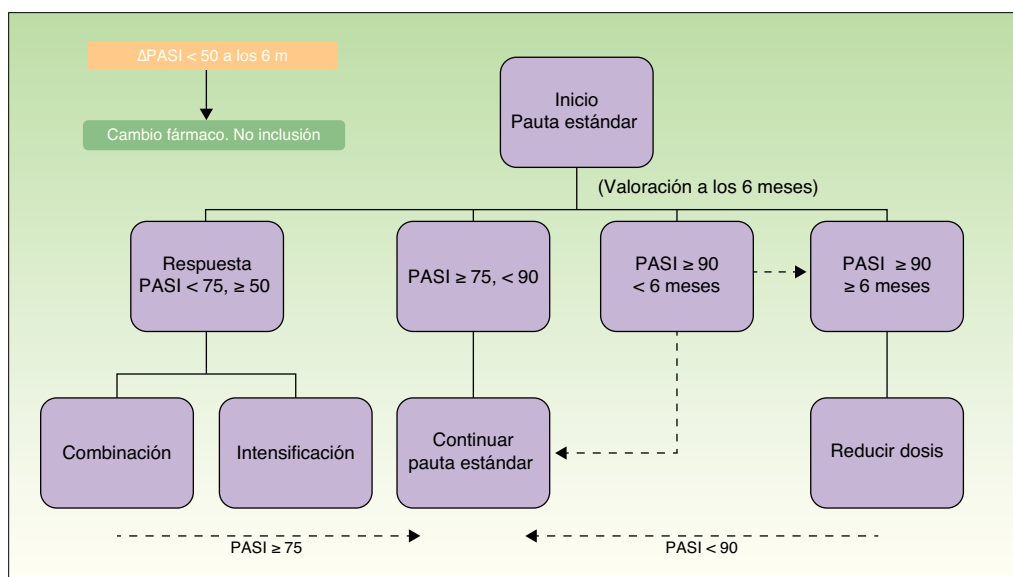 ΔPASI < 50 a los 6 m
Cambio fármaco. No inclusión
Inicio
Pauta estándar
(Valoración a los 6 meses)
Respuesta
PASI < 75, ≥ 50
PASI ≥ 75, < 90
PASI ≥ 90
< 6 meses
PASI ≥ 90
≥ 6 meses
Combinación
Intensificación
Continuar
pauta estándar
Reducir dosis
PASI ≥ 75
PASI < 90